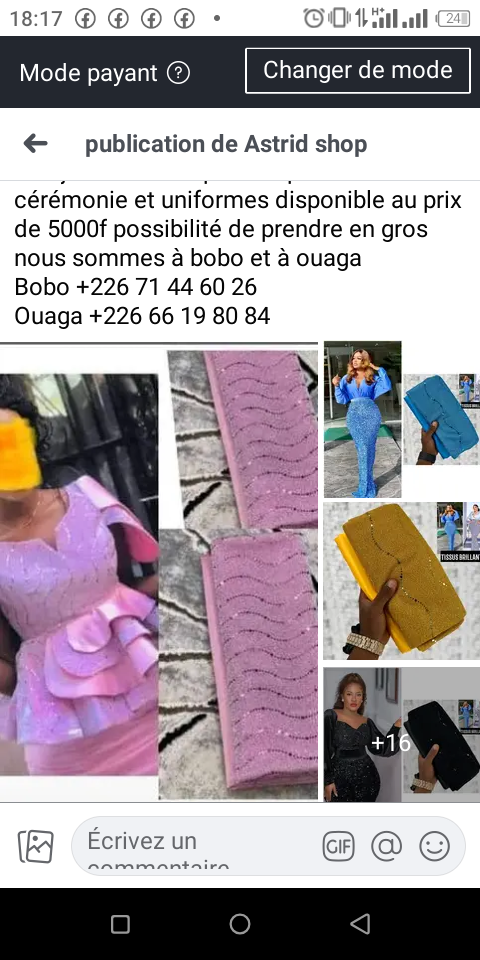 18:17
H+
24
Mode payant ?
Changer de mode
publication de Astrid shop
cérémonie et uniformes disponible au prix
de 5000f possibilité de prendre en gros
nous sommes à bobo et à ouaga
Bobo +226 71 44 60 26
Ouaga +226 66 19 80 84
TISSUS BRILLANT
TISSUS BRILLAN
+16
Écrivez un
commentaire
GIF
@